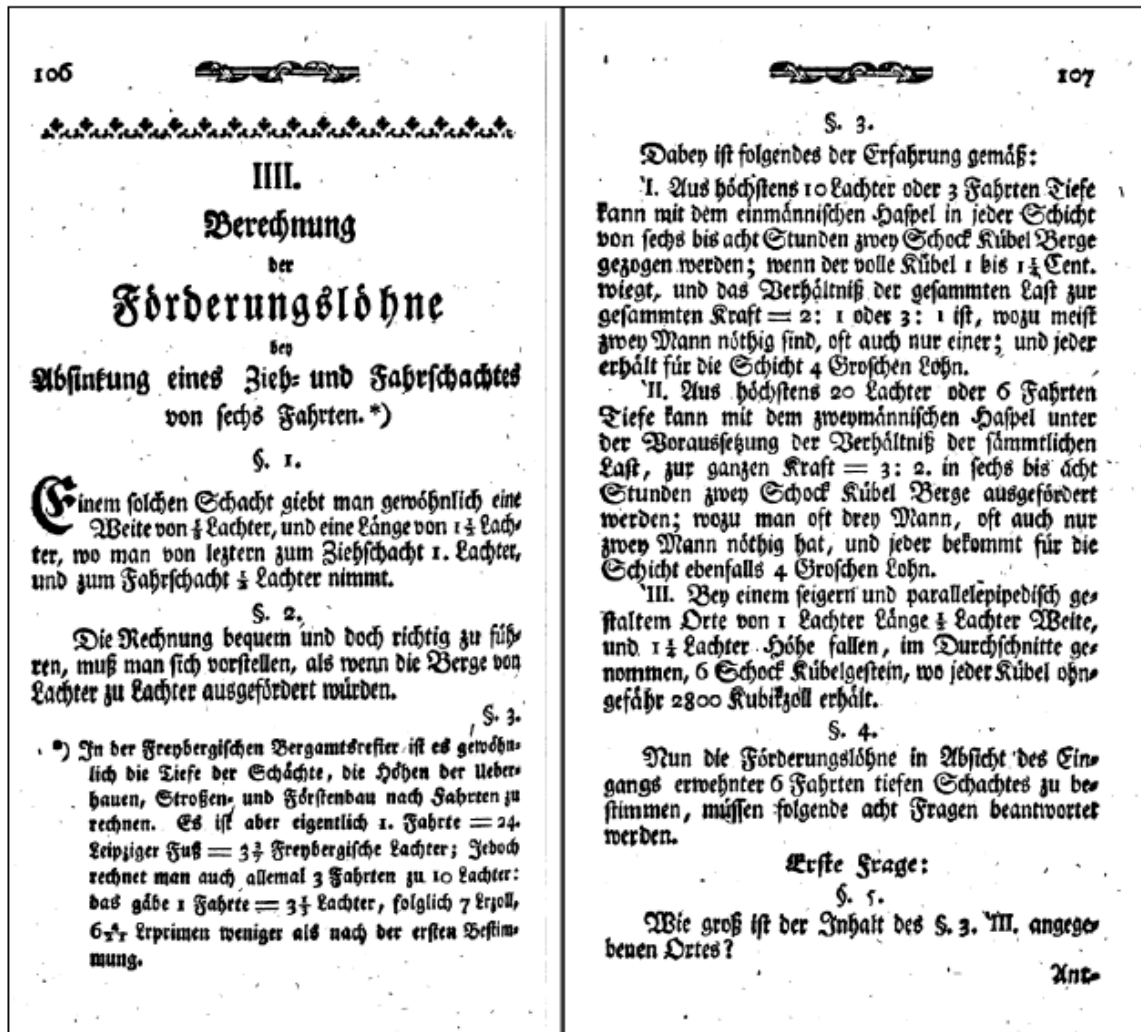 106
IIII.
Berechnung
der
Förderungslöhne
bey
Absinkung eines Zieh- und Fahrschachtes
von sechs Fahrten. *)
§. 1.
Einem solchen Schacht giebt man gewöhnlich eine
Weite von Lachter, und eine Länge von 1½ Lach-
ter, wo man von leztern zum Ziehschacht 1. Lachter,
und zum Fahrschacht ½ Lachter nimmt.
§. 2.
Die Rechnung bequem und doch richtig zu füh-
ren, muß man sich vorstellen, als wenn die Berge von
Lachter zu Lachter ausgefördert würden.
§. 3.
*) In der Freybergischen Bergamtsrefier ist es gewöhn-
lich die Tiefe der Schächte, die Höhen der Ueber-
hauen, Stroßen- und Förstenbau nach Fahrten zu
rechnen. Es ist aber eigentlich 1. Fahrte = 24.
Leipziger Fuß = Freybergische Lachter; Jedoch
rechnet man auch allemal 3 Fahrten zu 10 Lachter:
das gäbe 1 Fahrte = 3⅓ Lachter, folglich 7 Lrzoll,
Lrprimen weniger als nach der ersten Bestim-
mung.
107
§. 3.
Dabey ist folgendes der Erfahrung gemäß:
'I. Aus höchstens 10 Lachter oder 3 Fahrten Tiefe
kann mit dem einmännischen Haspel in jeder Schicht
von sechs bis acht Stunden zwey Schock Kübel Berge
gezogen werden; wenn der volle Kübel 1 bis 1¼ Cent.
wiegt, und das Verhältniß der gesammten Last zur
gesammten Kraft = 2: 1 oder 3: 1 ist, wozu meist
zwey Mann nöthig sind, oft auch nur einer; und jeder
erhält für die Schicht 4 Groschen Lohn.
'II. Aus höchstens 20 Lachter oder 6 Fahrten
Tiefe kann mit dem zweymännischen Haspel unter
der Voraussetzung der Verhältniß der sämmtlichen
Last, zur ganzen Kraft = 3: 2. in sechs bis acht
Stunden zwey Schock Kübel Berge ausgefördert
werden; wozu man oft drey Mann, oft auch nur
zwey Mann nöthig hat, und jeder bekommt für die
Schicht ebenfalls 4 Groschen Lohn.
'III. Bey einem seigern und parallelepipedisch ge-
staltem Orte von 1 Lachter Länge ½ Lachter Weite,
und Lachter Höhe fallen, im Durchschnitte ge-
nommen, 6 Schock Kübelgestein, wo jeder Kübel ohn-
gefähr 2800 Kubikzoll erhält.
§. 4.
Nun die Förderungslöhne in Absicht des Ein-
gangs erwehnter 6 Fahrten tiefen Schachtes zu be-
stimmen, müssen folgende acht Fragen beantwortet
werden.
Erste Frage:
§. 5.
Wie groß ist der Inhalt des §. 3. 'III. angege-
benen Ortes?
Ant-